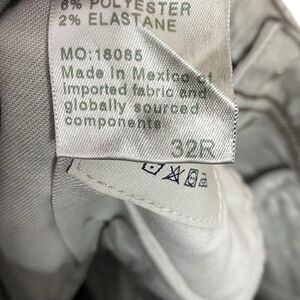 6% POLYESTER
2% ELASTANE
MO:18085
Made in Mexico of
imported fabric and
globally sourced
components
32R